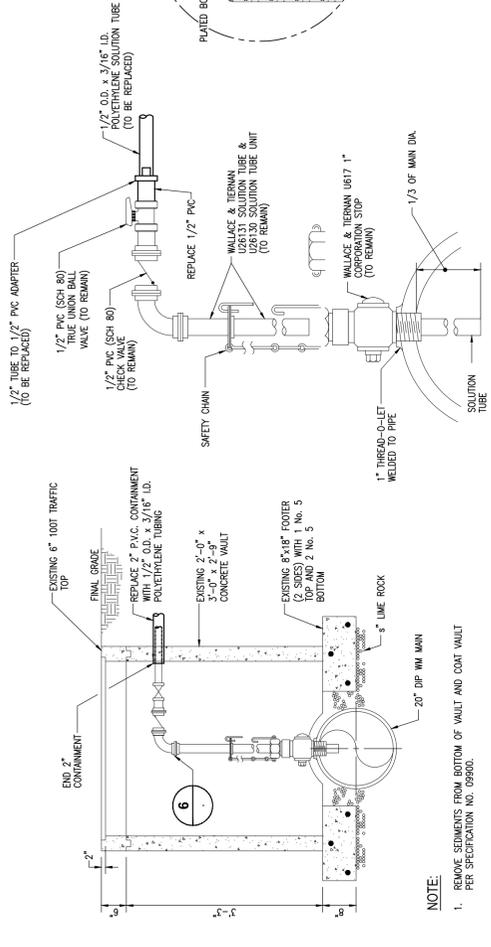 1/2" TUBE TO 1/2" PVC ADAPTER
(TO BE REPLACED)
1/2" PVC (SCH 80)
TRUE UNION BALL
VALVE (TO REMAIN)
1/2" PVC (SCH 80)
CHECK VALVE
(TO REMAIN)
SAFETY CHAIN
1" THREAD-O-LET
WELDED TO PIPE
1/2" O.D. x 3/16" I.D.
POLYETHYLENE SOLUTION TUBE
(TO BE REPLACED)
REPLACE 1/2" PVC
WALLACE & TIERNAN
U26131 SOLUTION TUBE &
U26130 SOLUTION TUBE UNIT
(TO REMAIN)
WALLACE & TIERNAN U617 1"
CORPORATION STOP
(TO REMAIN)
1/3 OF MAIN DIA.
SOLUTION
TUBE
PLATED BO
EXISTING 6" 100T TRAFFIC
TOP
FINAL GRADE
END 2"
CONTAINMENT
REPLACE 2" P.V.C. CONTAINMENT
WITH 1/2" O.D. x 3/16" I.D.
POLYETHYLENE TUBING
EXISTING 2'-0" x
3'-0" x 2'-9"
CONCRETE VAULT
EXISTING 8"x18" FOOTER
(2 SIDES) WITH 1 No. 5
TOP AND 2 No. 5
BOTTOM
s" LIME ROCK
20" DIP WM MAIN
6
2"
6"
3'-3"
8"
NOTE:
1. REMOVE SEDIMENTS FROM BOTTOM OF VAULT AND COAT VAULT
PER SPECIFICATION NO. 09900.